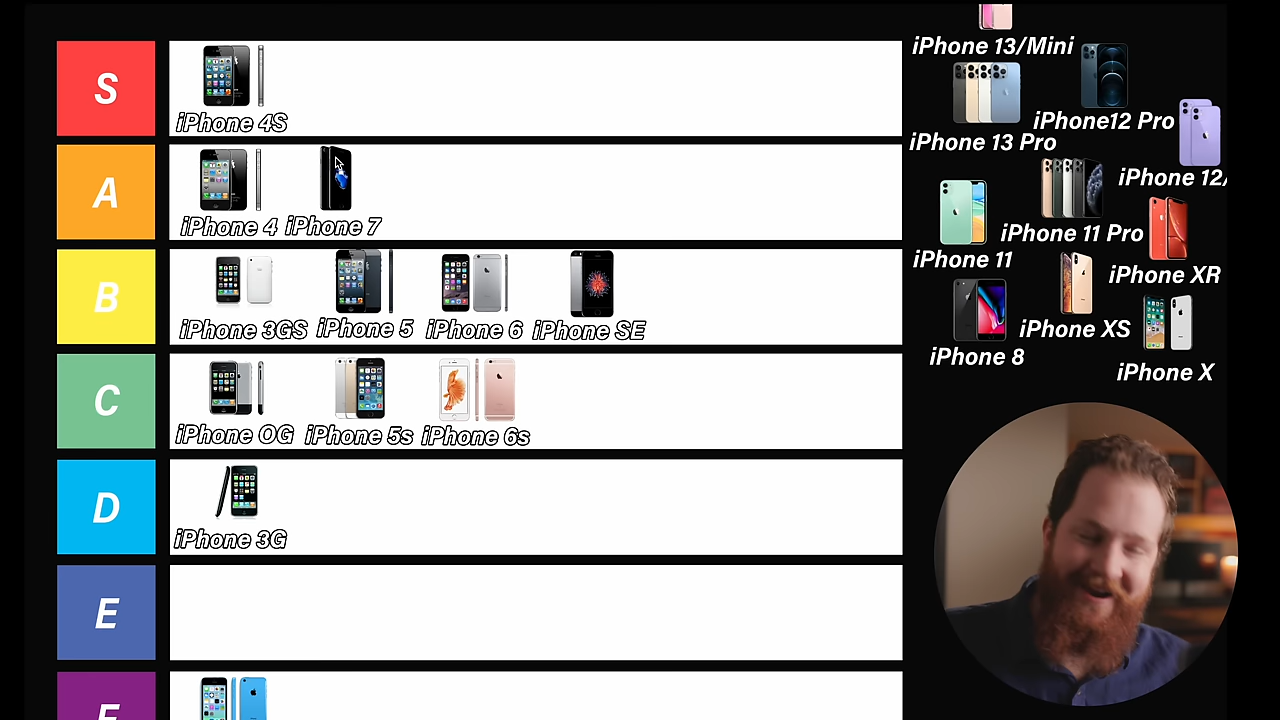 S
iPhone 4S
A
iPhone 4 iPhone 7
B
iPhone 3GS iPhone 5 iPhone 6 iPhone SE
C
iPhone OG iPhone 5s iPhone 6s
D
iPhone 3G
E
F
iPhone 13/Mini
iPhone12 Pro
iPhone 13 Pro
iPhone 12/
iPhone 11 Pro
iPhone 11
iPhone XR
iPhone XS
iPhone 8
iPhone X